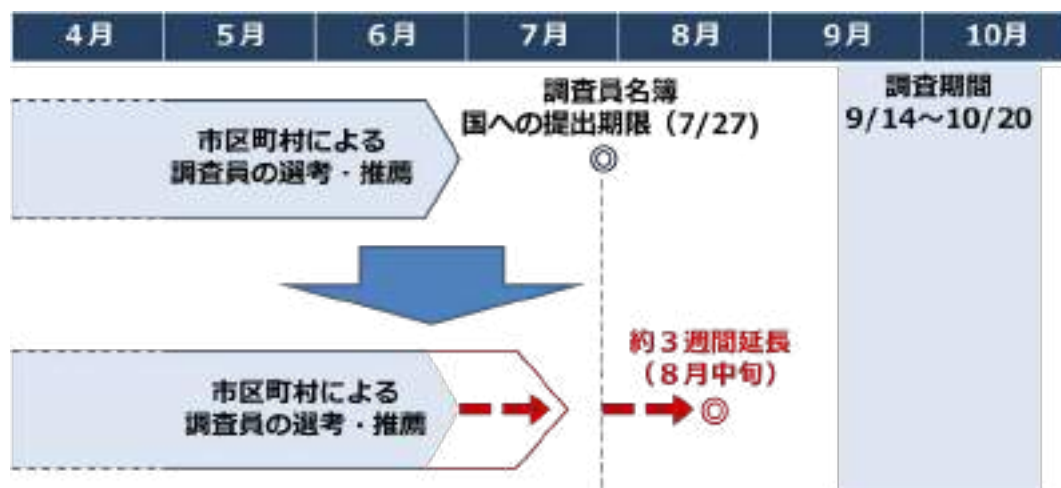 4月 5月 6月 7月 8月 9月 10月
調査員名簿
国への提出期限（7/27）
調査期間
9/14～10/20
市区町村による
調査員の選考・推薦
約３週間延長
（８月中旬）
市区町村による
調査員の選考・推薦